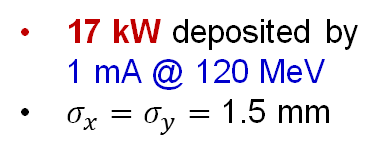 • 17 kW deposited by
1 mA @ 120 MeV
• σx = σy = 1.5 mm